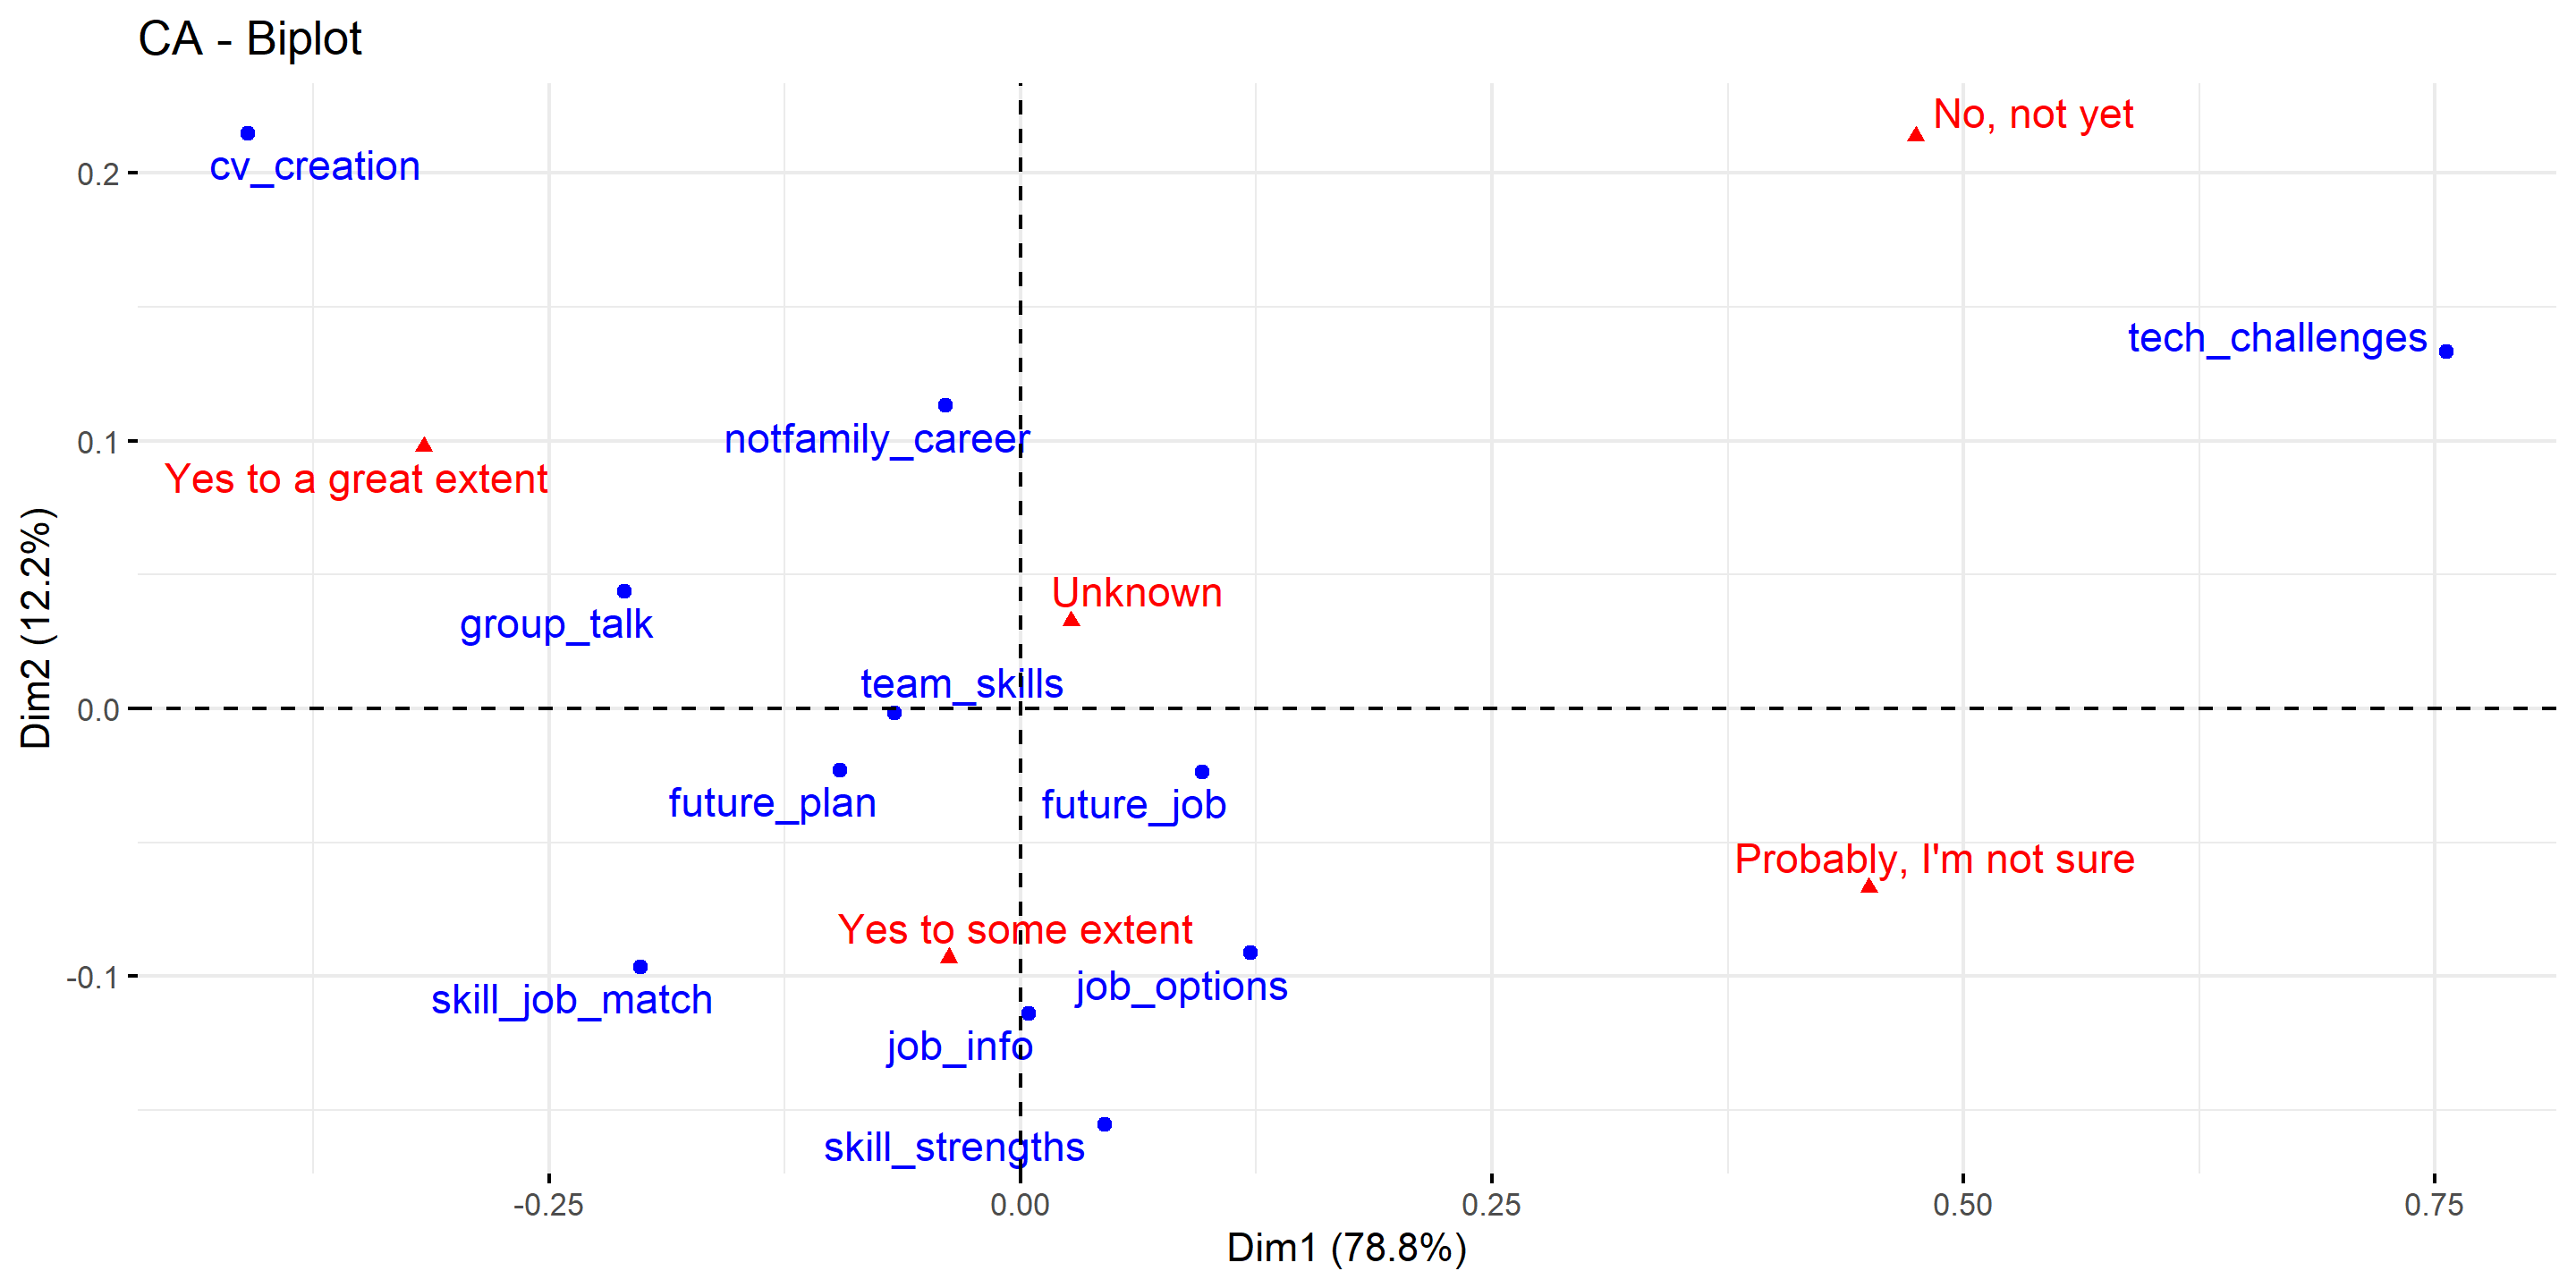 CA - Biplot
No, not yet
cv_creation
0.2
tech_challenges
notfamily_career
0.1
Yes to a great extent
Unknown
group_talk
team_skills
0.0
future_plan
future_job
Probably, I'm not sure
Yes to some extent
-0.1
job_options
skill_job_match
job_info
skill_strengths
Dim2 (12.2%)
-0.25
0.00
0.25
0.50
0.75
Dim1 (78.8%)